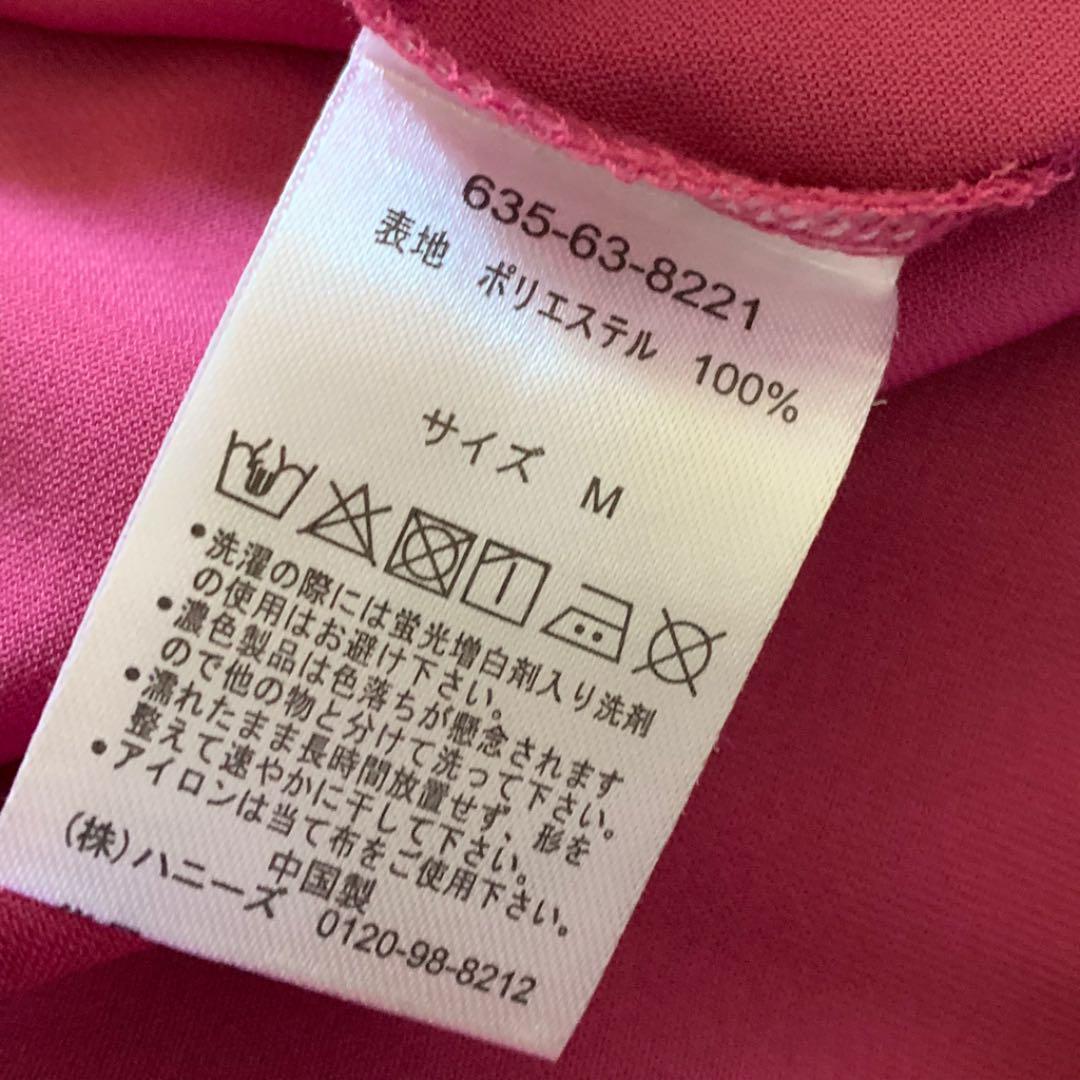 635-63-8221
表地 ポリエステル 100%
サイズ M
•洗濯の際には蛍光増白剤入り洗剤
の使用はお避け下さい。
•濃色製品は色落ちが懸念されます
ので他の物と分けて洗って下さい。
•濡れたまま長時間放置せず、形を
整えて速やかに干して下さい。
•アイロンは当て布をご使用下さい。
中国製
(株)ハニーズ 0120-98-8212